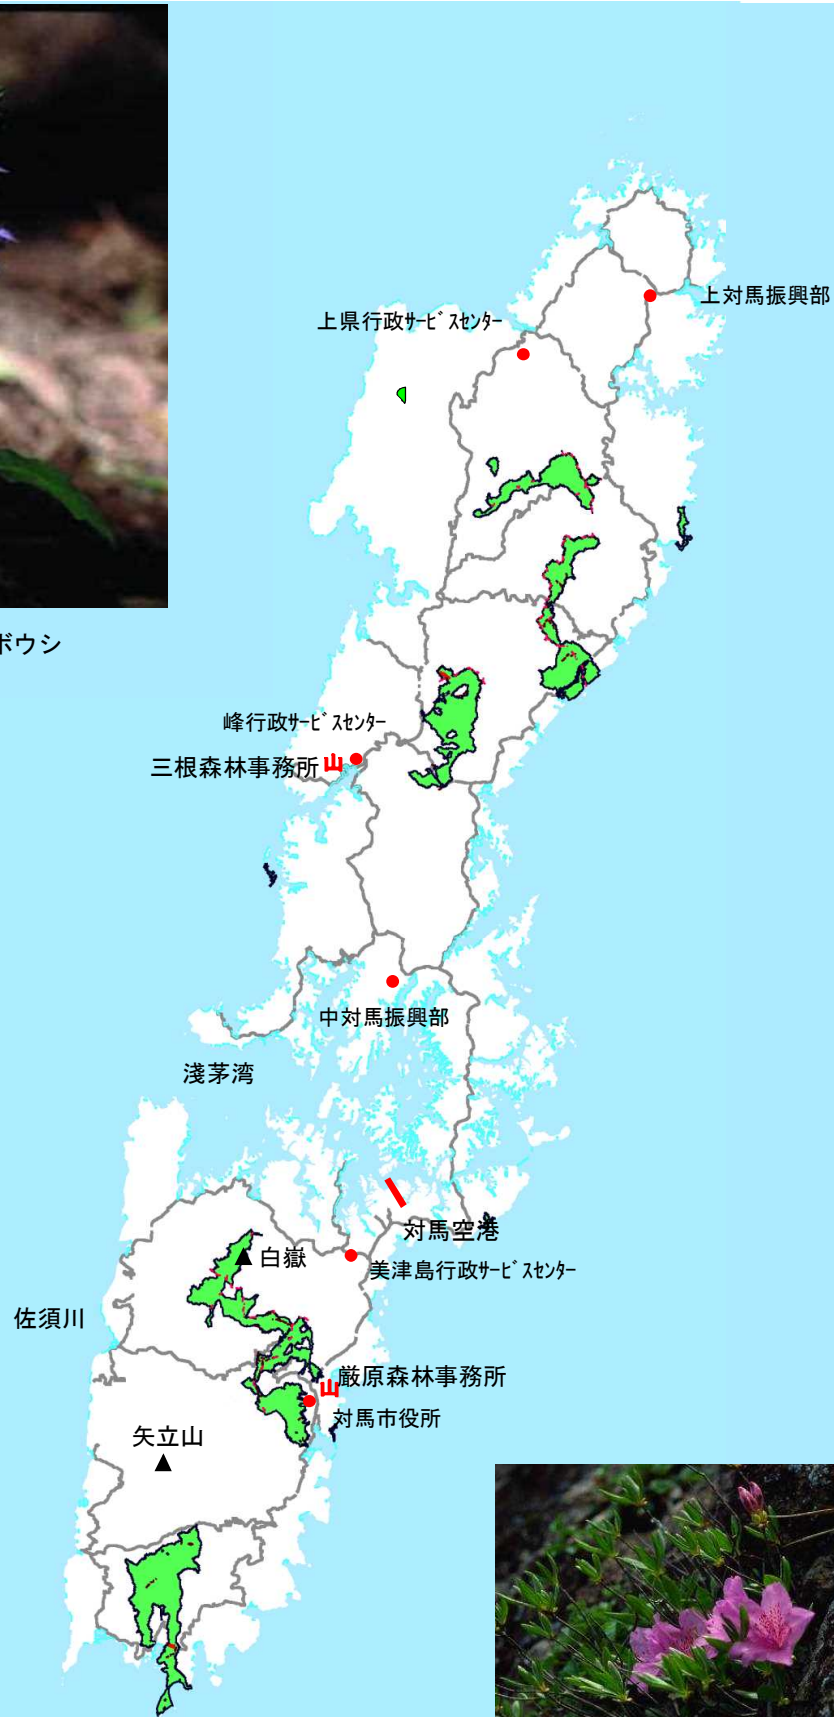 上対馬振興部
上県行政ｻｰﾋﾞｽｾﾝﾀｰ
ボウシ
峰行政ｻｰﾋﾞｽｾﾝﾀｰ
三根森林事務所 山
中対馬振興部
淺茅湾
対馬空港
白嶽
美津島行政ｻｰﾋﾞｽｾﾝﾀｰ
佐須川
山 厳原森林事務所
対馬市役所
矢立山